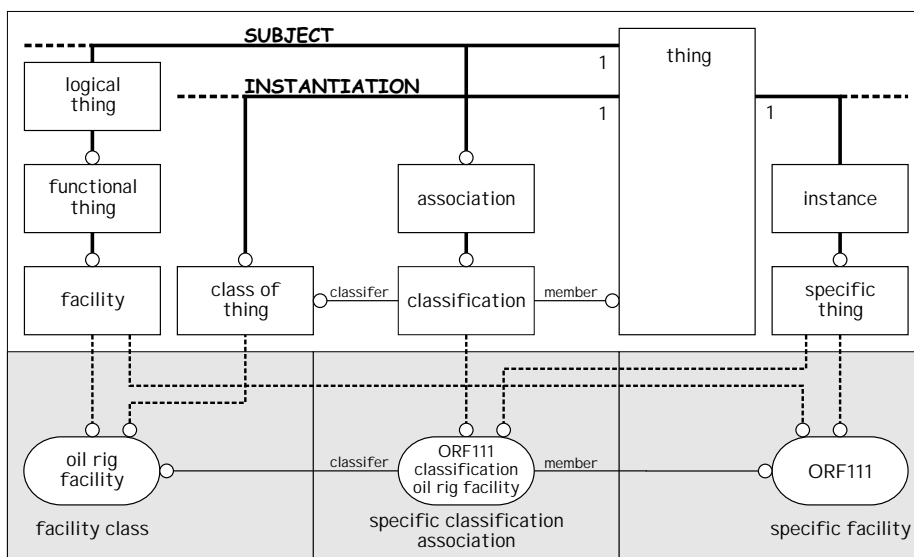 SUBJECT
1
thing
logical
thing
INSTANTIATION
1
1
functional
thing
association
instance
facility
class of
thing
classifer
classification
member
specific
thing
oil rig
facility
classifer
ORF111
classification
oil rig facility
member
ORF111
facility class
specific classification
association
specific facility